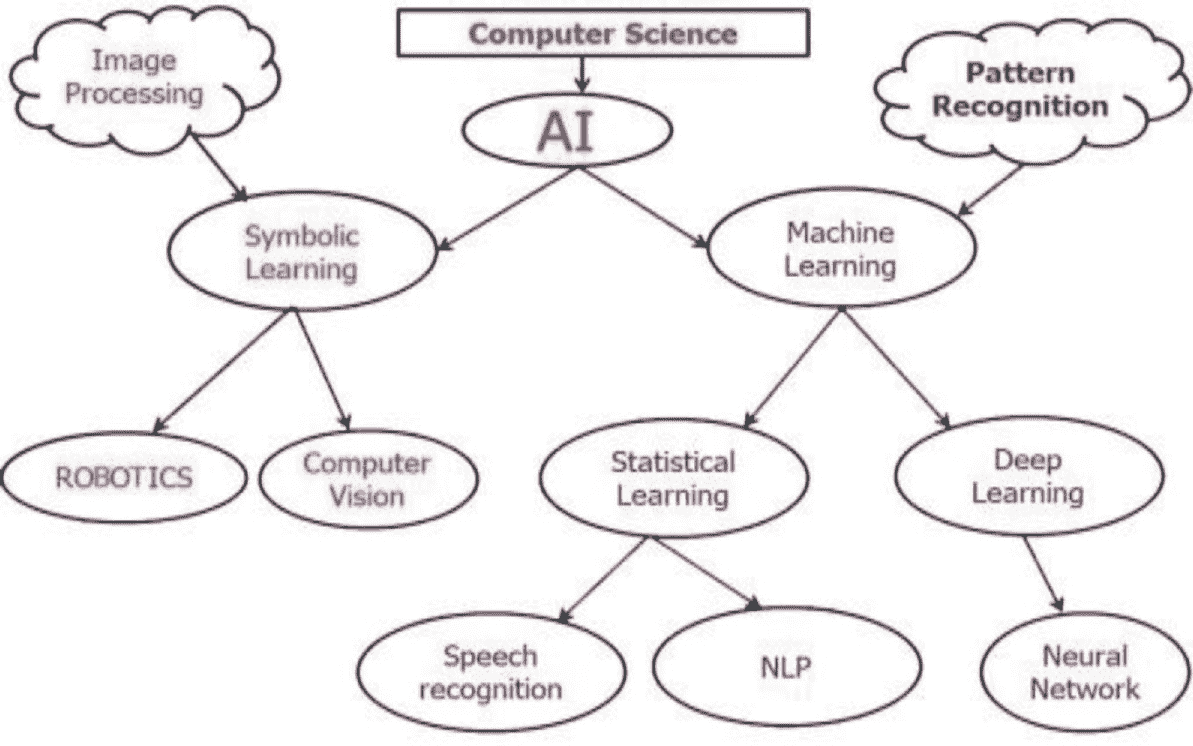 Computer Science
Image
Processing
Pattern
Recognition
AI
Symbolic
Learning
Machine
Learning
ROBOTICS
Computer
Vision
Statistical
Learning
Deep
Learning
Speech
recognition
NLP
Neural
Network